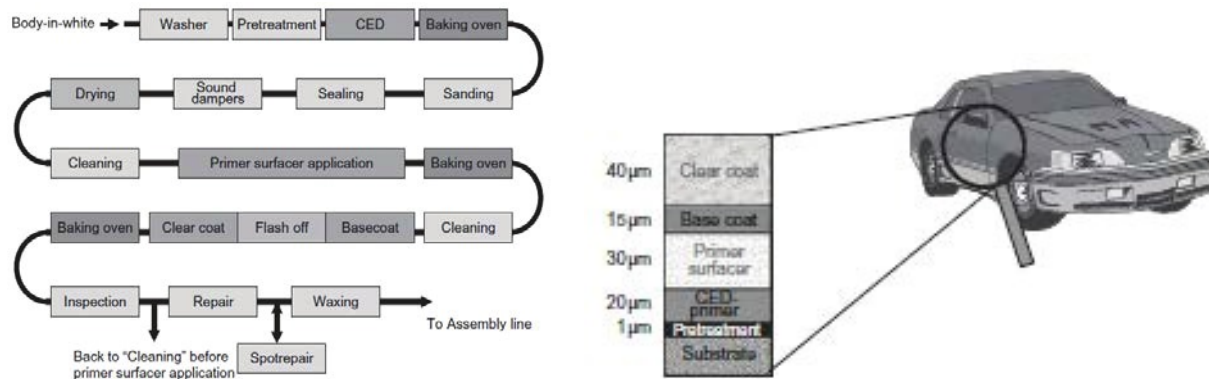 Body-in-white
Washer
Pretreatment
CED
Baking oven
Drying
Sound
dampers
Sealing
Sanding
Cleaning
Primer surfacer application
Baking oven
Baking oven
Clear coat
Flash off
Basecoat
Cleaning
Inspection
Repair
Waxing
To Assembly line
Back to “Cleaning” before
primer surfacer application
Spotrepair
40μm
Clear coat
15μm
Base coat
30μm
Primer
surfacer
20μm
CED-
primer
1μm
Pretreatment
Substrate